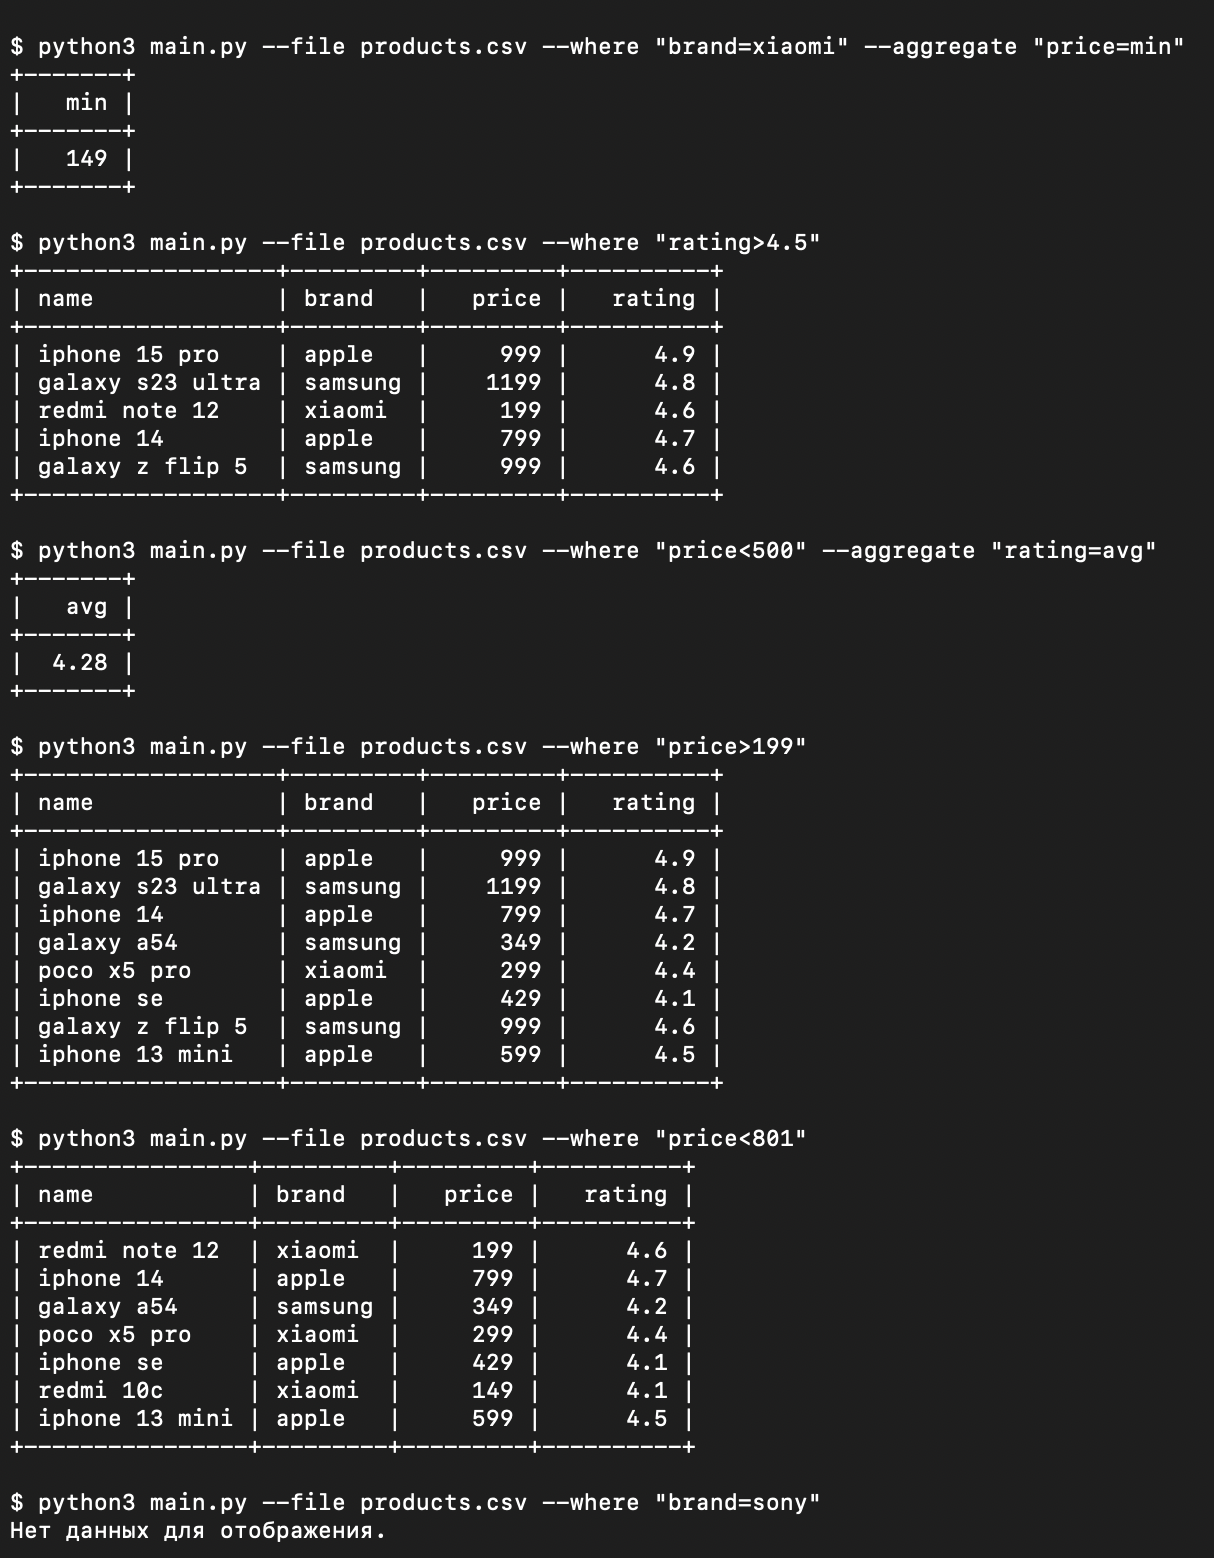 $ python3 main.py --file products.csv --where "brand=xiaomi" --aggregate "price=min"
+-------+
|   min |
+-------+
|   149 |
+-------+
$ python3 main.py --file products.csv --where "rating>4.5"
+------------------+---------+---------+----------+
| name             | brand   |   price |   rating |
+------------------+---------+---------+----------+
| iphone 15 pro    | apple   |     999 |      4.9 |
| galaxy s23 ultra | samsung |    1199 |      4.8 |
| redmi note 12    | xiaomi  |     199 |      4.6 |
| iphone 14        | apple   |     799 |      4.7 |
| galaxy z flip 5  | samsung |     999 |      4.6 |
+------------------+---------+---------+----------+
$ python3 main.py --file products.csv --where "price<500" --aggregate "rating=avg"
+-------+
|   avg |
+-------+
|  4.28 |
+-------+
$ python3 main.py --file products.csv --where "price>199"
+------------------+---------+---------+----------+
| name             | brand   |   price |   rating |
+------------------+---------+---------+----------+
| iphone 15 pro    | apple   |     999 |      4.9 |
| galaxy s23 ultra | samsung |    1199 |      4.8 |
| iphone 14        | apple   |     799 |      4.7 |
| galaxy a54       | samsung |     349 |      4.2 |
| poco x5 pro      | xiaomi  |     299 |      4.4 |
| iphone se        | apple   |     429 |      4.1 |
| galaxy z flip 5  | samsung |     999 |      4.6 |
| iphone 13 mini   | apple   |     599 |      4.5 |
+------------------+---------+---------+----------+
$ python3 main.py --file products.csv --where "price<801"
+----------------+---------+---------+----------+
| name           | brand   |   price |   rating |
+----------------+---------+---------+----------+
| redmi note 12  | xiaomi  |     199 |      4.6 |
| iphone 14      | apple   |     799 |      4.7 |
| galaxy a54     | samsung |     349 |      4.2 |
| poco x5 pro    | xiaomi  |     299 |      4.4 |
| iphone se      | apple   |     429 |      4.1 |
| redmi 10c      | xiaomi  |     149 |      4.1 |
| iphone 13 mini | apple   |     599 |      4.5 |
+----------------+---------+---------+----------+
$ python3 main.py --file products.csv --where "brand=sony"
Нет данных для отображения.